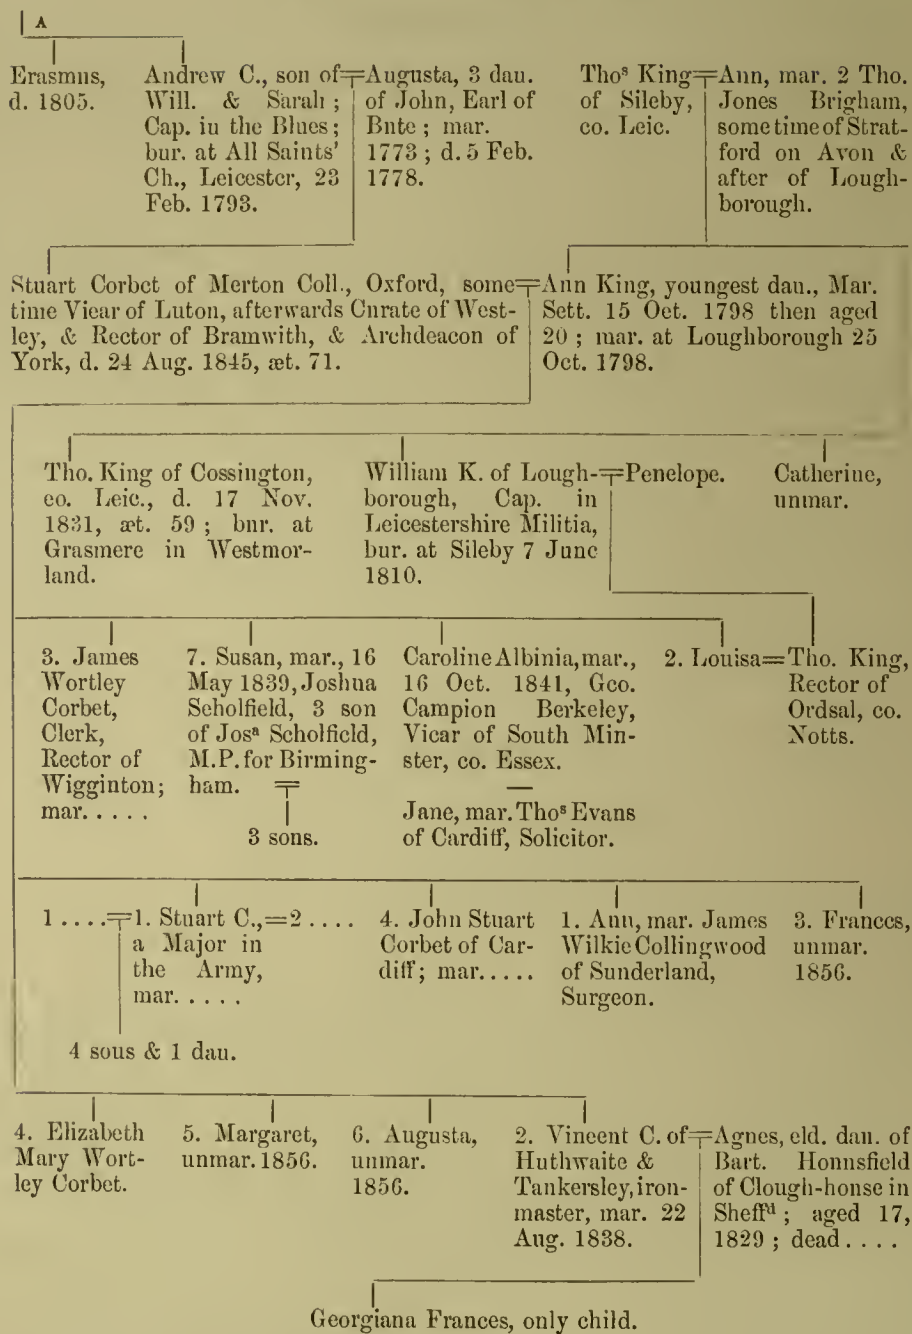 A
Erasmus,
d. 1805.
Andrew C., son of
Will. & Sarah;
Cap. in the Blues;
bur. at All Saints'
Ch., Leicester, 23
Feb. 1793.
Augusta, 3 dau.
of John, Earl of
Bute; mar.
1773; d. 5 Feb.
1778.
Thoˢ King
of Sileby,
co. Leic.
Ann, mar. 2 Tho.
Jones Brigham,
some time of Strat-
ford on Avon &
after of Lough-
borough.
Stuart Corbet of Merton Coll., Oxford, some
time Vicar of Luton, afterwards Curate of West-
ley, & Rector of Bramwith, & Archdeacon of
York, d. 24 Aug. 1845, æt. 71.
Ann King, youngest dau., Mar.
Sett. 15 Oct. 1798 then aged
20; mar. at Loughborough 25
Oct. 1798.
Tho. King of Cossington,
co. Leic., d. 17 Nov.
1831, æt. 59; bur. at
Grasmere in Westmor-
land.
William K. of Lough-
borough, Cap. in
Leicestershire Militia,
bur. at Sileby 7 June
1810.
Penelope.
Catherine,
unmar.
3. James
Wortley
Corbet,
Clerk,
Rector of
Wigginton;
mar. . . . .
7. Susan, mar., 16
May 1839, Joshua
Scholfield, 3 son
of Josᵃ Scholfield,
M.P. for Birming-
ham.
3 sons.
Caroline Albinia, mar.,
16 Oct. 1841, Geo.
Campion Berkeley,
Vicar of South Min-
ster, co. Essex.
—
Jane, mar. Thoˢ Evans
of Cardiff, Solicitor.
2. Louisa=Tho. King,
Rector of
Ordsal, co.
Notts.
1 . . . .
1. Stuart C.,=2 . . . .
a Major in
the Army,
mar. . . . .
4 sons & 1 dau.
4. John Stuart
Corbet of Car-
diff; mar. . . . .
1. Ann, mar. James
Wilkie Collingwood
of Sunderland,
Surgeon.
3. Frances,
unmar.
1856.
4. Elizabeth
Mary Wort-
ley Corbet.
5. Margaret,
unmar. 1856.
6. Augusta,
unmar.
1856.
2. Vincent C. of
Huthwaite &
Tankersley, iron-
master, mar. 22
Aug. 1838.
Agnes, eld. dau. of
Bart. Hounsfield
of Clough-house in
Sheffᵈ; aged 17,
1829; dead . . . .
Georgiana Frances, only child.